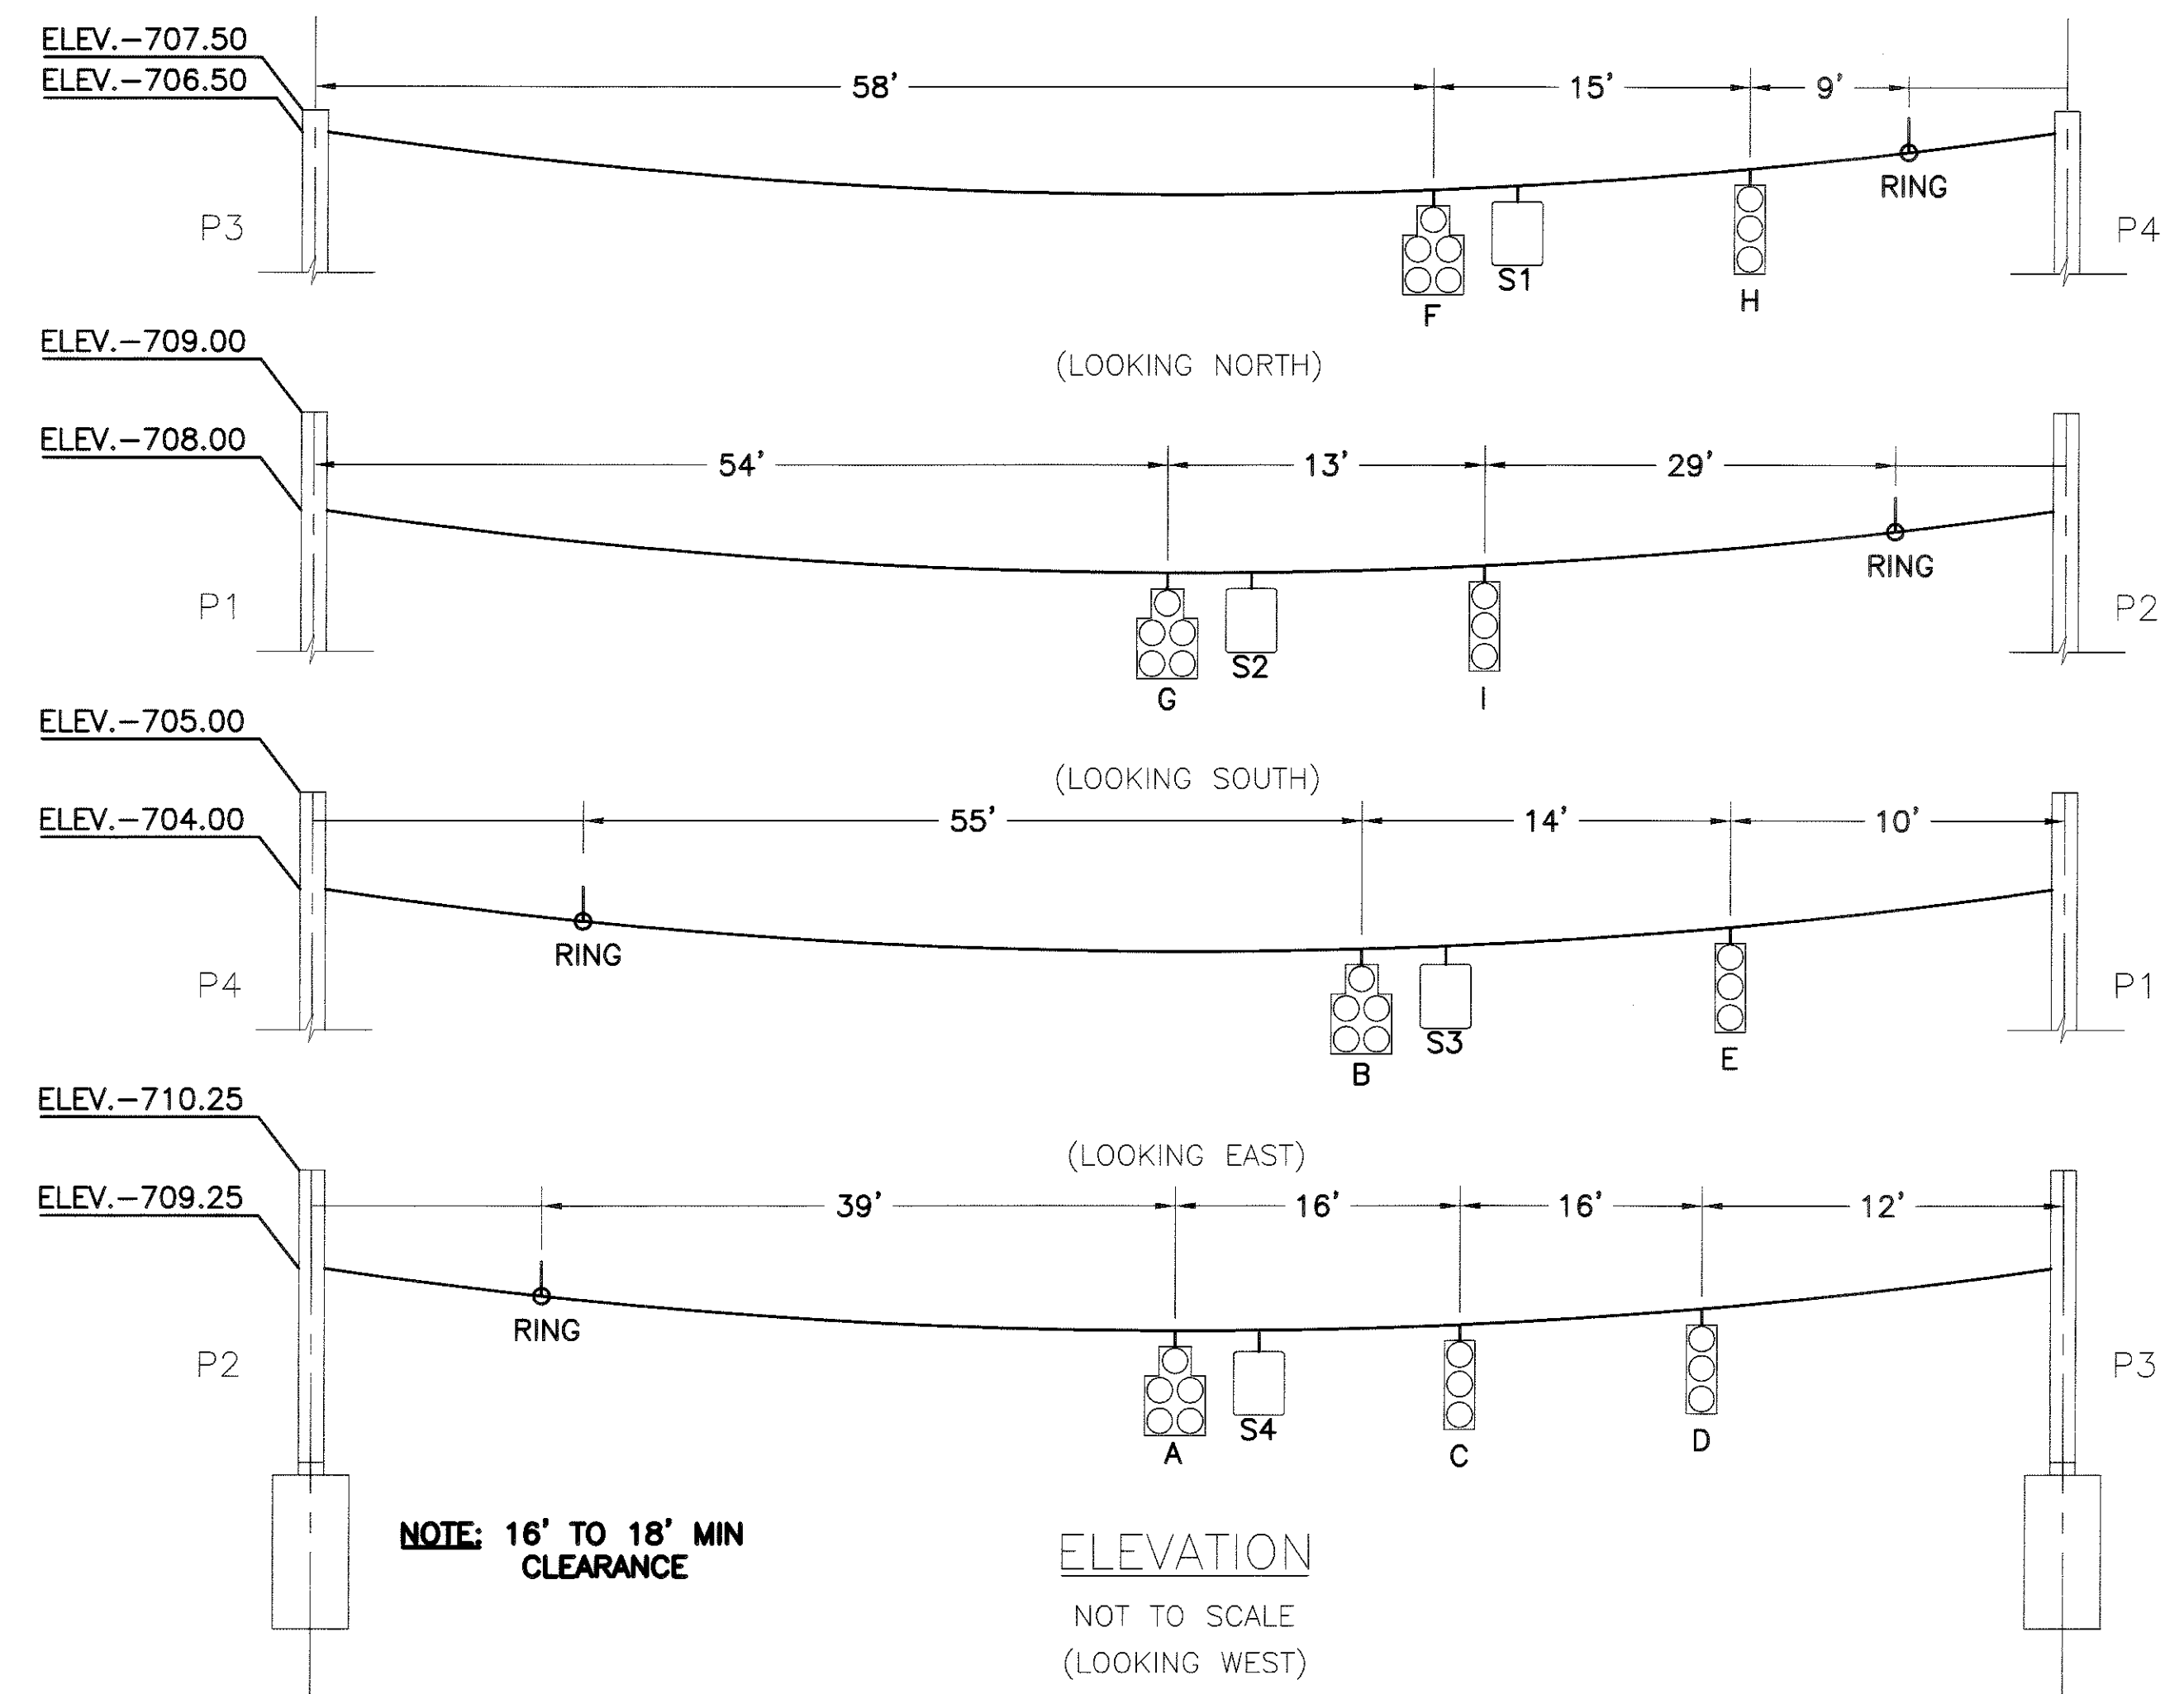 ELEV.-707.50
ELEV.-706.50
58' 15' 9'
RING
P3 P4
S1
F H
(LOOKING NORTH)
ELEV.-709.00
ELEV.-708.00
54' 13' 29'
RING
P1 P2
S2
G I
(LOOKING SOUTH)
ELEV.-705.00
ELEV.-704.00
55' 14' 10'
RING
P4 P1
S3
B E
(LOOKING EAST)
ELEV.-710.25
ELEV.-709.25
39' 16' 16' 12'
RING
P2 P3
S4
A C D
NOTE: 16' TO 18' MIN
CLEARANCE
ELEVATION
NOT TO SCALE
(LOOKING WEST)